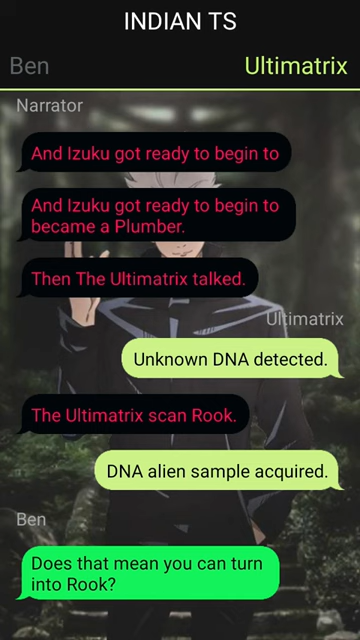 INDIAN TS
Ben
Ultimatrix
Narrator
And Izuku got ready to begin to
And Izuku got ready to begin to
became a Plumber.
Then The Ultimatrix talked.
Ultimatrix
Unknown DNA detected.
The Ultimatrix scan Rook.
DNA alien sample acquired.
Ben
Does that mean you can turn
into Rook?